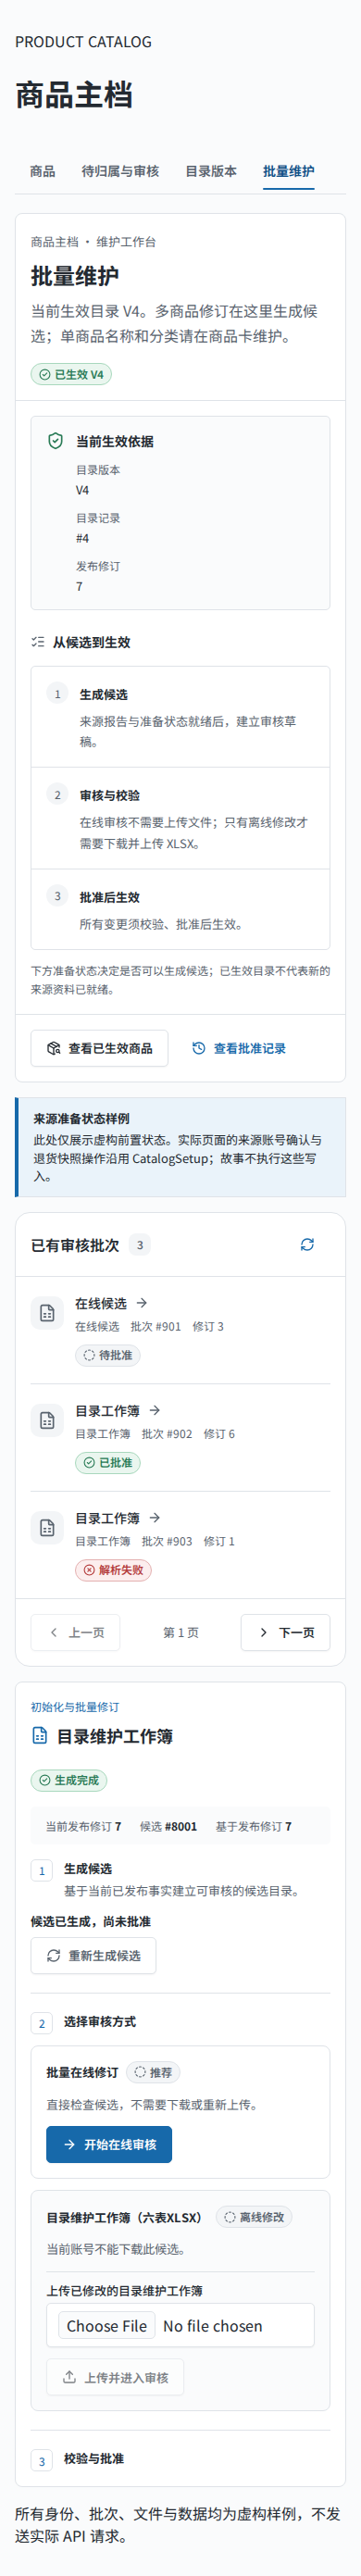 PRODUCT CATALOG
商品主档
商品 待归属与审核 目录版本 批量维护
商品主档 • 维护工作台
批量维护
当前生效目录 V4。多商品修订在这里生成候
选；单商品名称和分类请在商品卡维护。
已生效 V4
当前生效依据
目录版本
V4
目录记录
#4
发布修订
7
从候选到生效
1 生成候选
来源报告与准备状态就绪后，建立审核草
稿。
2 审核与校验
在线审核不需要上传文件；只有离线修改才
需要下载并上传 XLSX。
3 批准后生效
所有变更须校验、批准后生效。
下方准备状态决定是否可以生成候选；已生效目录不代表新的
来源资料已就绪。
查看已生效商品 查看批准记录
来源准备状态样例
此处仅展示虚构前置状态。实际页面的来源账号确认与
退货快照操作沿用 CatalogSetup；故事不执行这些写
入。
已有审核批次 3
在线候选
在线候选 批次 #901 修订 3
待批准
目录工作簿
目录工作簿 批次 #902 修订 6
已批准
目录工作簿
目录工作簿 批次 #903 修订 1
解析失败
上一页 第 1 页 下一页
初始化与批量修订
目录维护工作簿
生成完成
当前发布修订 7 候选 #8001 基于发布修订 7
1 生成候选
基于当前已发布事实建立可审核的候选目录。
候选已生成，尚未批准
重新生成候选
2 选择审核方式
批量在线修订 推荐
直接检查候选，不需要下载或重新上传。
开始在线审核
目录维护工作簿（六表XLSX） 离线修改
当前账号不能下载此候选。
上传已修改的目录维护工作簿
Choose File No file chosen
上传并进入审核
3 校验与批准
所有身份、批次、文件与数据均为虚构样例，不发
送实际 API 请求。